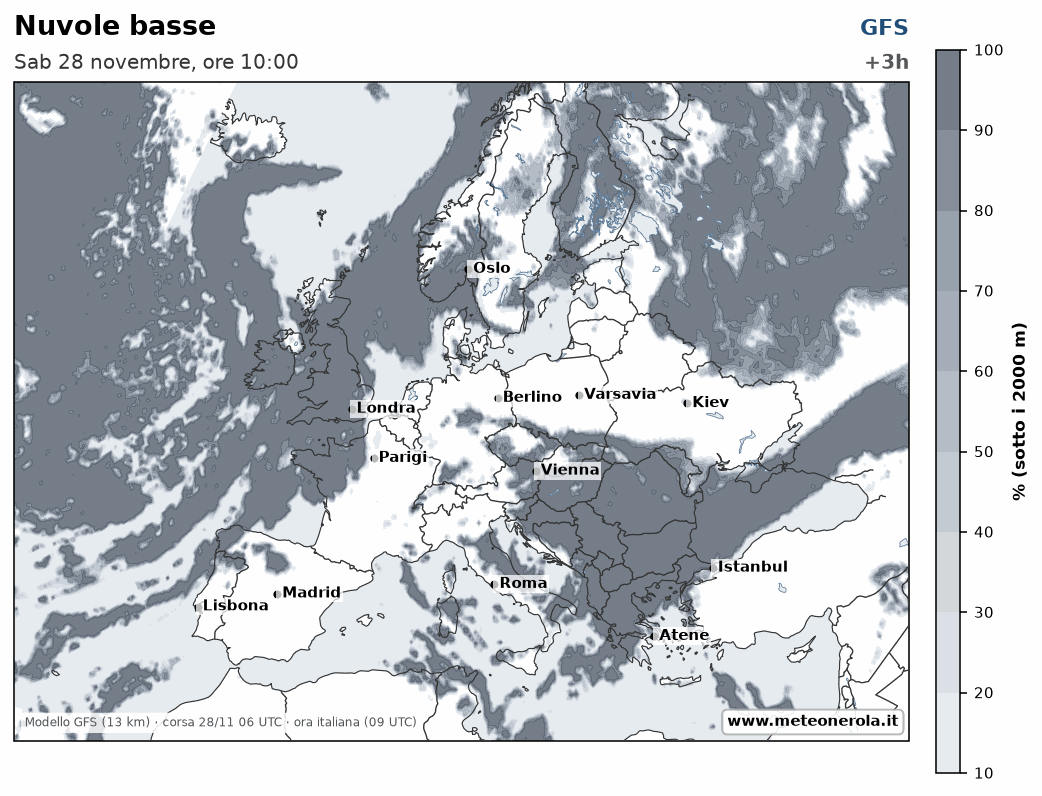 Nuvole basse
GFS
Sab 28 novembre, ore 10:00
+3h
Oslo
Londra
Berlino
Varsavia
Kiev
Parigi
Vienna
Istanbul
Roma
Madrid
Lisbona
Atene
Modello GFS (13 km) · corsa 28/11 06 UTC · ora italiana (09 UTC)
www.meteonerola.it
100
90
80
70
60
50
40
30
20
10
% (sotto i 2000 m)